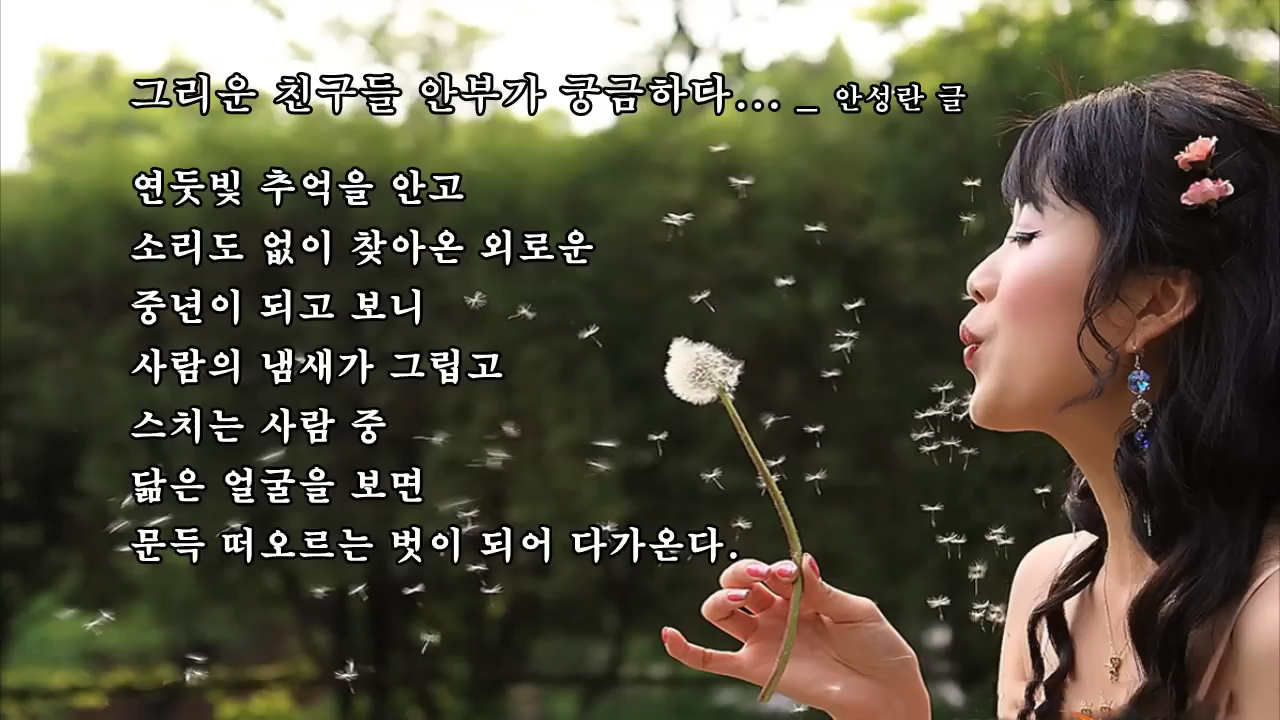 그리운 친구들 안부가 궁금하다... _ 안성란 글
연둣빛 추억을 안고
소리도 없이 찾아온 외로운
중년이 되고 보니
사람의 냄새가 그립고
스치는 사람 중
닮은 얼굴을 보면
문득 떠오르는 벗이 되어 다가온다.